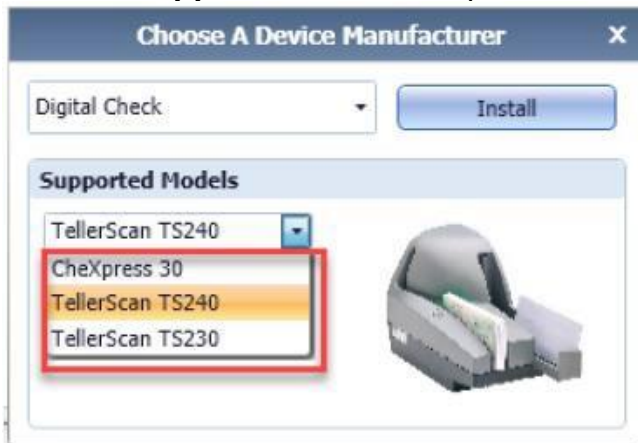 Choose A Device Manufacturer X
Digital Check
Install
Supported Models
TellerScan TS240
CheXpress 30
TellerScan TS240
TellerScan TS230